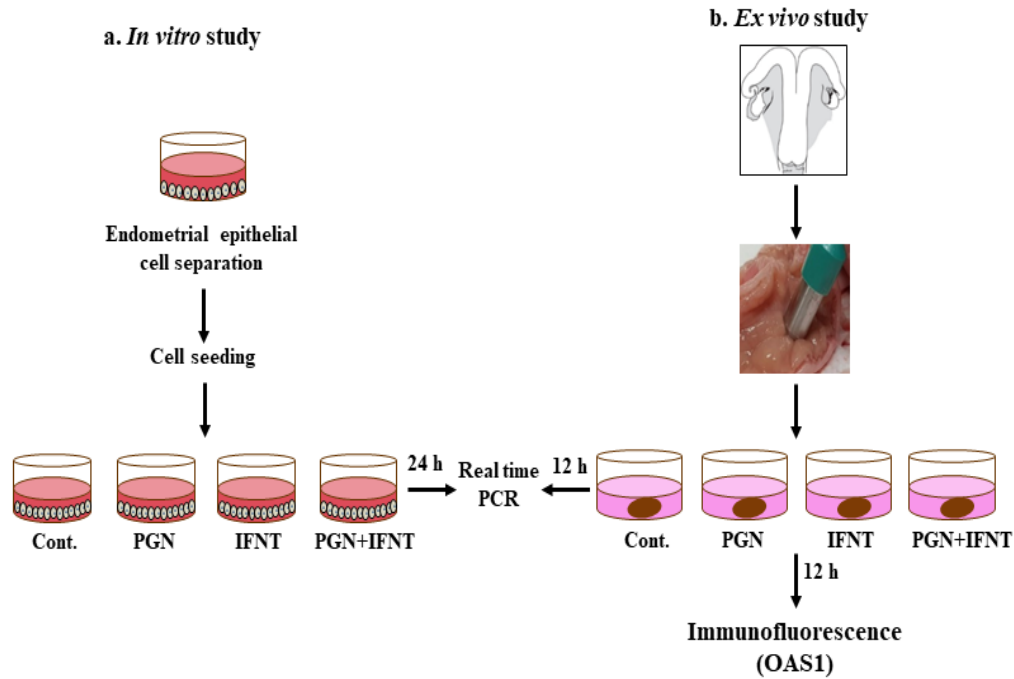 a. In vitro study
Endometrial epithelial
cell separation
Cell seeding
Cont.
PGN
IFNT
PGN+IFNT
24 h
Real time
PCR
b. Ex vivo study
12 h
Cont.
PGN
IFNT
PGN+IFNT
12 h
Immunofluorescence
(OAS1)